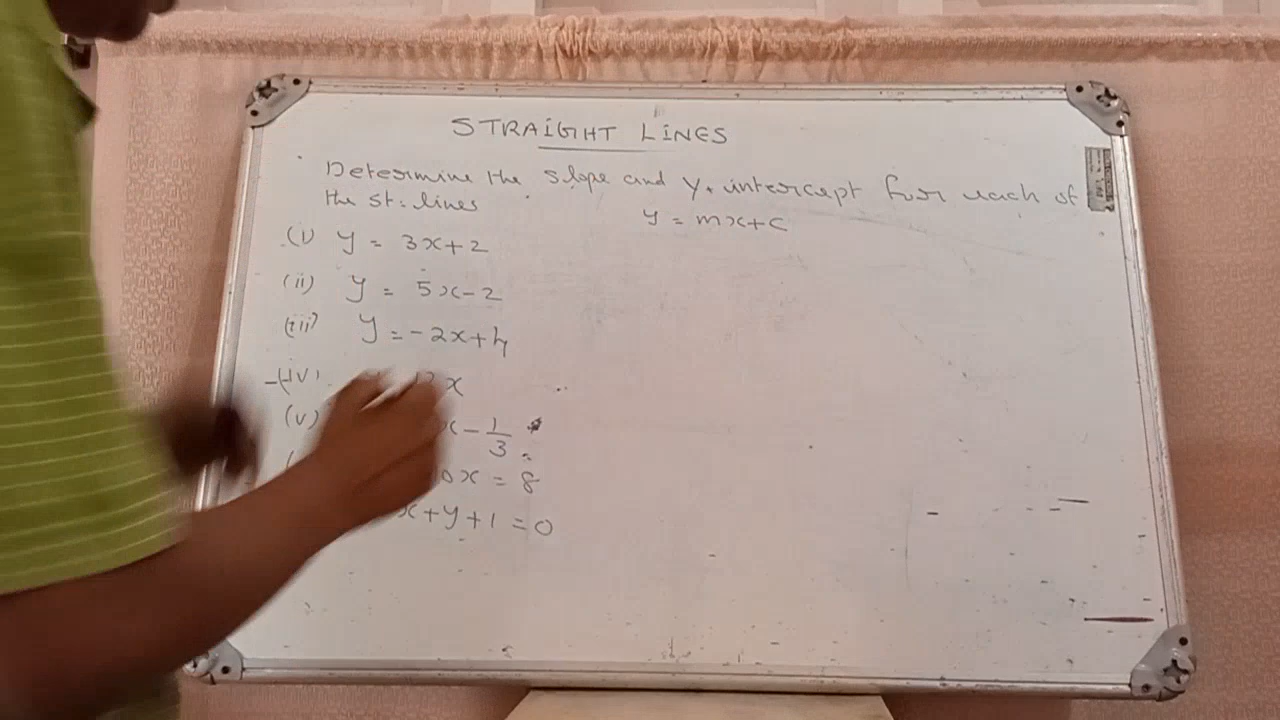 STRAIGHT LINES
Determine the slope and y-intercept for each of
the st: lines
y = mx+c
(i) y = 3x+2
(ii) y = 5x-2
(iii) y = -2x+4
(iv) x
(v) x - 1/3
x = 8
x+y+1=0